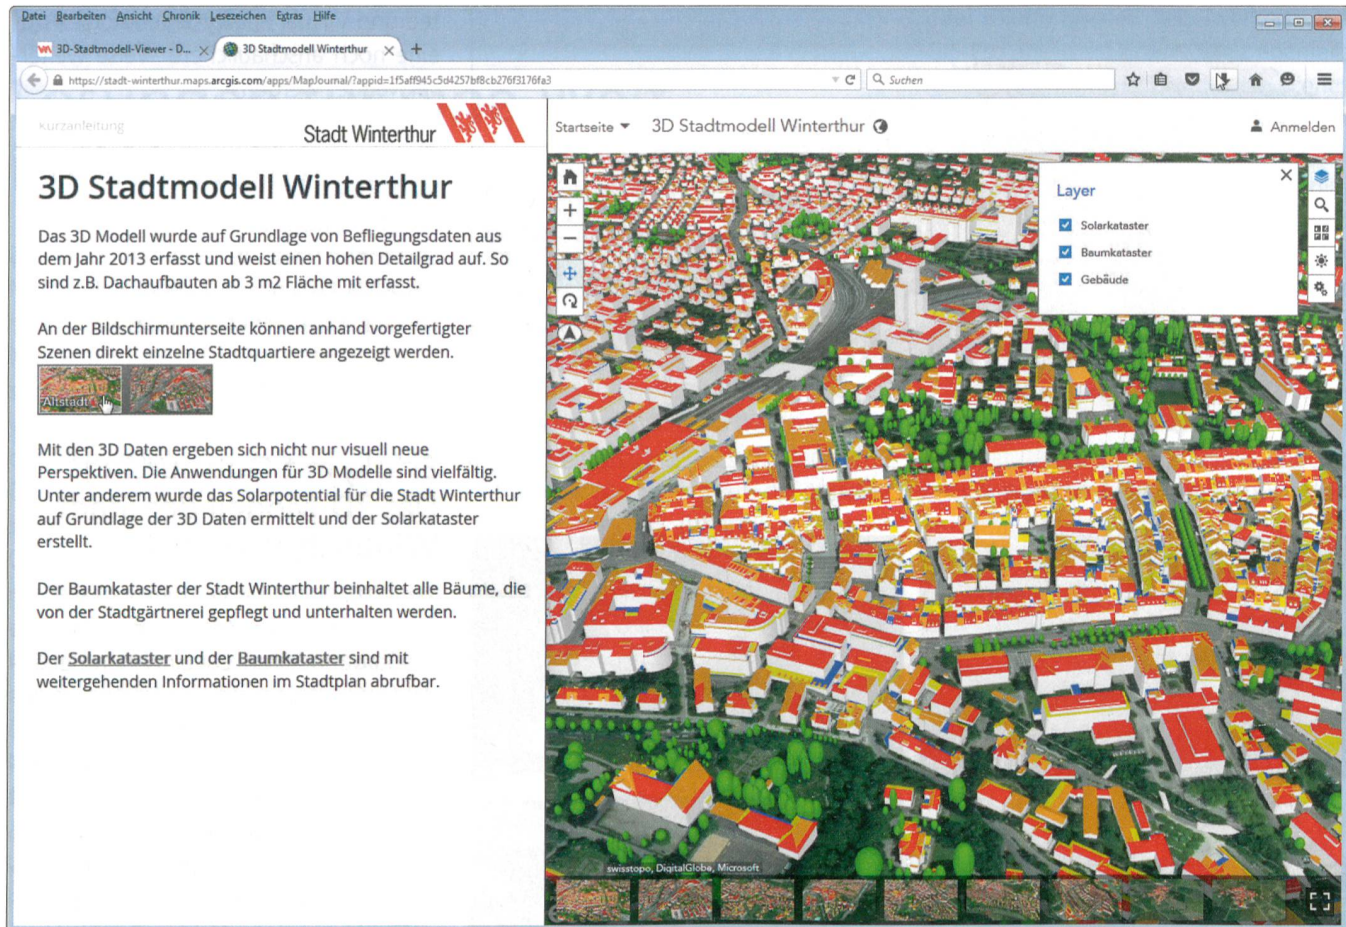 Datei Bearbeiten Ansicht Chronik Lesezeichen Extras Hilfe
3D-Stadtmodell-Viewer - D... 3D Stadtmodell Winterthur
https://stadt-winterthur.maps.arcgis.com/apps/MapJournal/?appid=1f5aff945c5d4257bf8cb276f3176fa3 Suchen
Kurzanleitung
Stadt Winterthur
Startseite 3D Stadtmodell Winterthur Anmelden
3D Stadtmodell Winterthur
Das 3D Modell wurde auf Grundlage von Befliegungsdaten aus
dem Jahr 2013 erfasst und weist einen hohen Detailgrad auf. So
sind z.B. Dachaufbauten ab 3 m2 Fläche mit erfasst.
An der Bildschirmunterseite können anhand vorgefertigter
Szenen direkt einzelne Stadtquartiere angezeigt werden.
Altstadt
Mit den 3D Daten ergeben sich nicht nur visuell neue
Perspektiven. Die Anwendungen für 3D Modelle sind vielfältig.
Unter anderem wurde das Solarpotential für die Stadt Winterthur
auf Grundlage der 3D Daten ermittelt und der Solarkataster
erstellt.
Der Baumkataster der Stadt Winterthur beinhaltet alle Bäume, die
von der Stadtgärtnerei gepflegt und unterhalten werden.
Der Solarkataster und der Baumkataster sind mit
weitergehenden Informationen im Stadtplan abrufbar.
Layer
Solarkataster
Baumkataster
Gebäude
swisstopo, DigitalGlobe, Microsoft